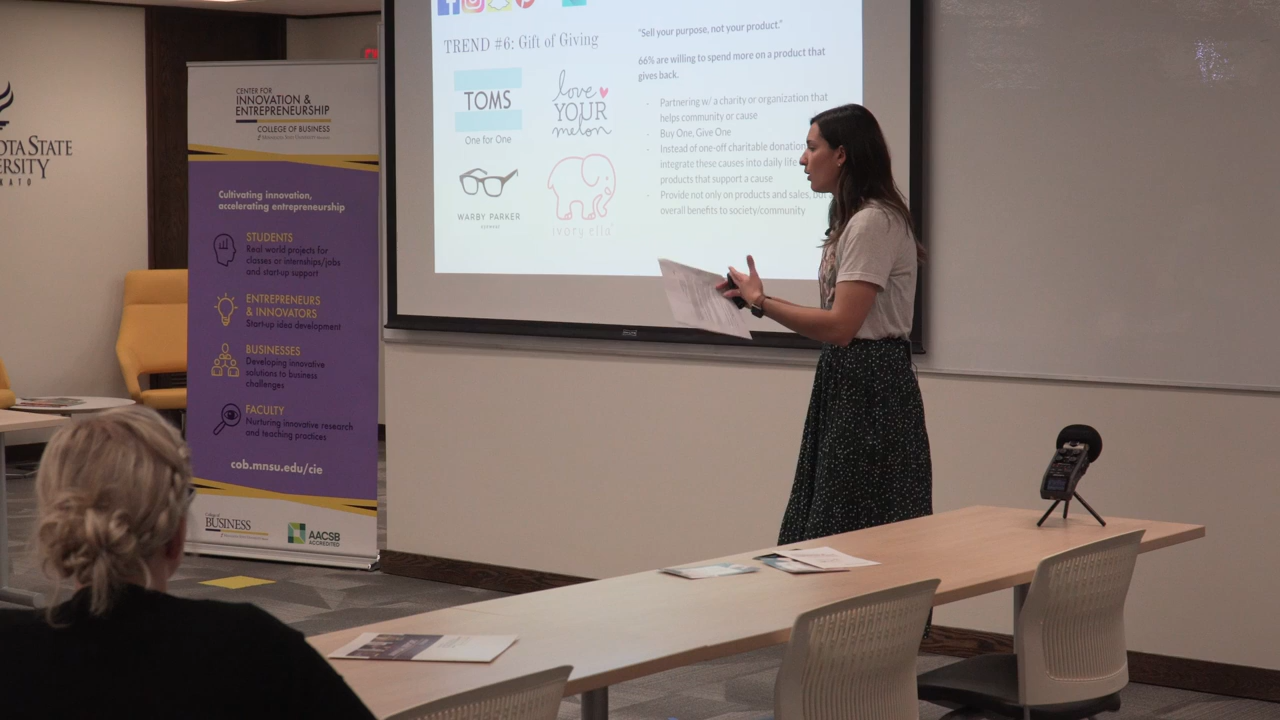 OTA STATE
ERSITY
KATO
CENTER FOR
INNOVATION &
ENTREPRENEURSHIP
COLLEGE OF BUSINESS
Cultivating innovation,
accelerating entrepreneurship
STUDENTS
Real world projects for
classes or internships/jobs
and start-up support
ENTREPRENEURS
& INNOVATORS
Start-up idea development
BUSINESSES
Developing innovative
solutions to business
challenges
FACULTY
Nurturing innovative research
and teaching practices
cob.mnsu.edu/cie
College of
BUSINESS
AACSB
ACCREDITED
TREND #6: Gift of Giving
TOMS
One for One
love
YOUR
melon
WARBY PARKER
eyewear
ivory ella
"Sell your purpose, not your product."
66% are willing to spend more on a product that
gives back.
- Partnering w/ a charity or organization that
helps community or cause
- Buy One, Give One
- Instead of one-off charitable donation
integrate these causes into daily life
products that support a cause
- Provide not only on products and sales, but
overall benefits to society/community